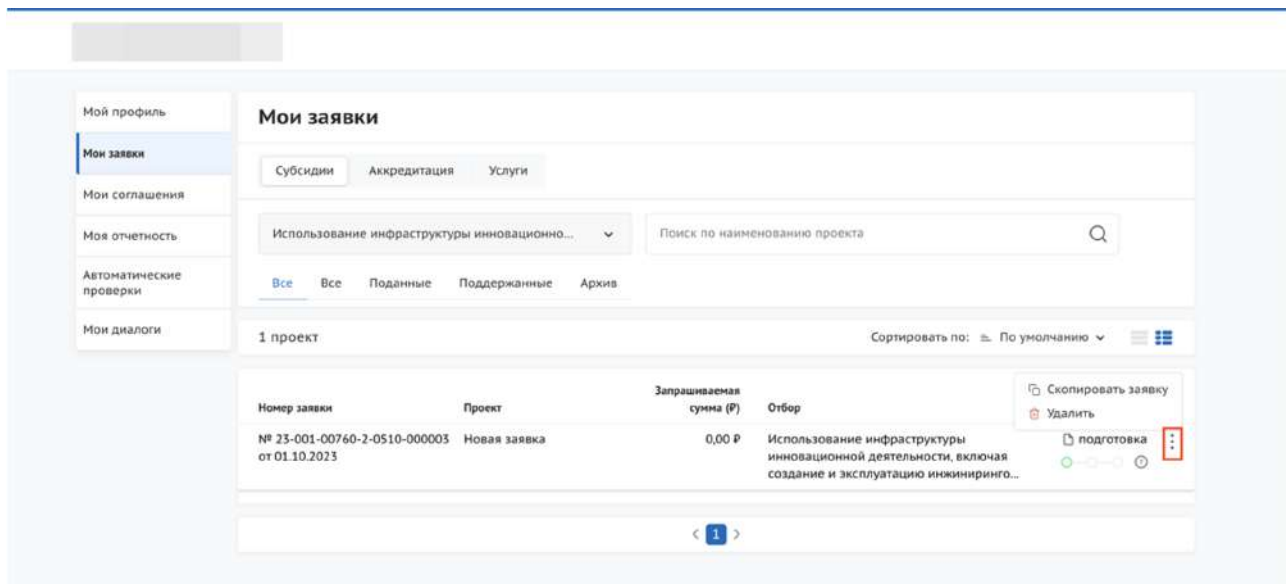 Мой профиль
Мои заявки
Мои соглашения
Моя отчетность
Автоматические
проверки
Мои диалоги
Мои заявки
Субсидии Аккредитация Услуги
Использование инфраструктуры инновационно... Поиск по наименованию проекта
Все Все Поданные Поддержанные Архив
1 проект Сортировать по: По умолчанию
Скопировать заявку
Удалить
Номер заявки Проект Запрашиваемая
сумма (₽) Отбор
№ 23-001-00760-2-0510-000003 Новая заявка 0,00 ₽ Использование инфраструктуры подготовка
от 01.10.2023 инновационной деятельности, включая
создание и эксплуатацию инжиниринго...
< 1 >